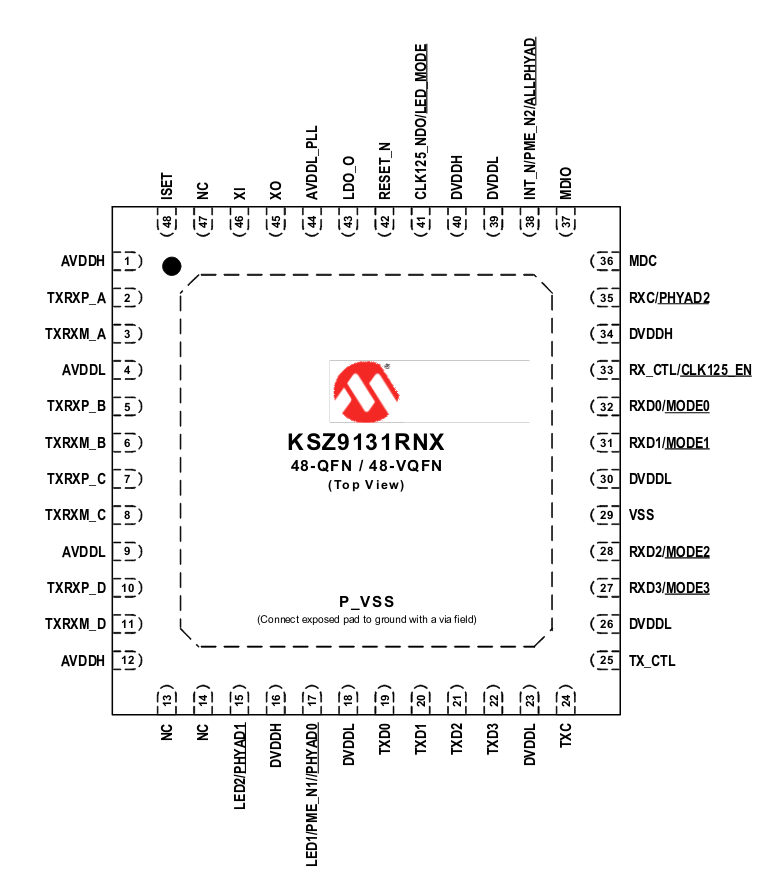 ISET
NC
XI
XO
AVDDL_PLL
LDO_O
RESET_N
CLK125_NDO/LED_MODE
DVDDH
DVDDL
INT_N/PME_N2/ALLPHYAD
MDIO
48
47
46
45
44
43
42
41
40
39
38
37
AVDDH 1
TXRXP_A 2
TXRXM_A 3
AVDDL 4
TXRXP_B 5
TXRXM_B 6
TXRXP_C 7
TXRXM_C 8
AVDDL 9
TXRXP_D 10
TXRXM_D 11
AVDDH 12
36 MDC
35 RXC/PHYAD2
34 DVDDH
33 RX_CTL/CLK125_EN
32 RXD0/MODE0
31 RXD1/MODE1
30 DVDDL
29 VSS
28 RXD2/MODE2
27 RXD3/MODE3
26 DVDDL
25 TX_CTL
®
KSZ9131RNX
48-QFN / 48-VQFN
(Top View)
P_VSS
(Connect exposed pad to ground with a via field)
13
14
15
16
17
18
19
20
21
22
23
24
NC
NC
LED2/PHYAD1
DVDDH
LED1/PME_N1//PHYAD0
DVDDL
TXD0
TXD1
TXD2
TXD3
DVDDL
TXC